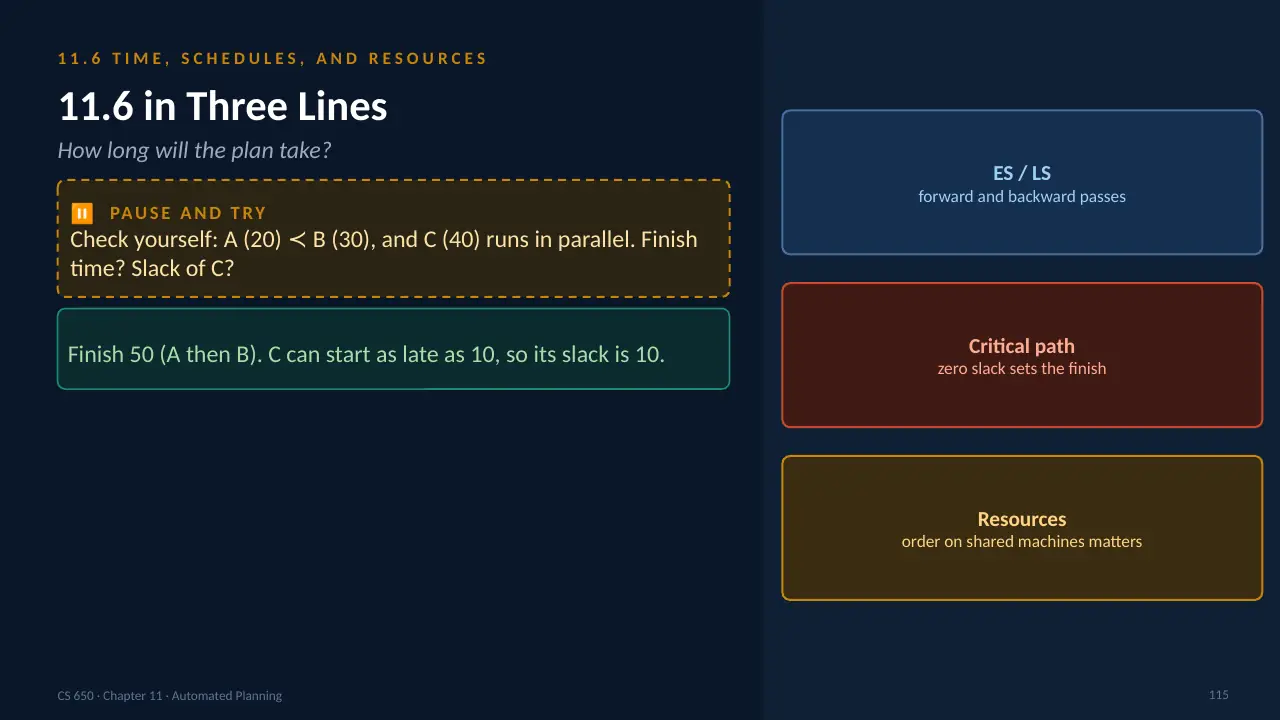 11.6 TIME, SCHEDULES, AND RESOURCES
11.6 in Three Lines
How long will the plan take?
⏸ PAUSE AND TRY
Check yourself: A (20) ≺ B (30), and C (40) runs in parallel. Finish
time? Slack of C?
Finish 50 (A then B). C can start as late as 10, so its slack is 10.
ES / LS
forward and backward passes
Critical path
zero slack sets the finish
Resources
order on shared machines matters
CS 650 · Chapter 11 · Automated Planning
115